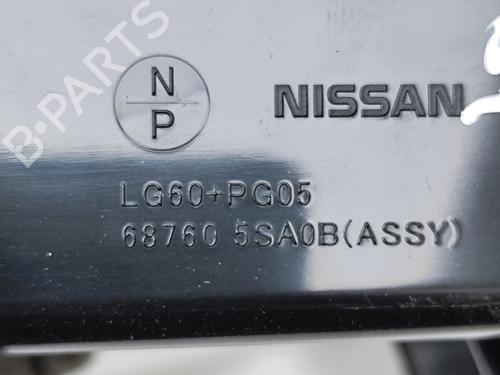 B-PARTS
N
P
NISSAN
LG60+PG05
68760 5SA0B(ASSY)